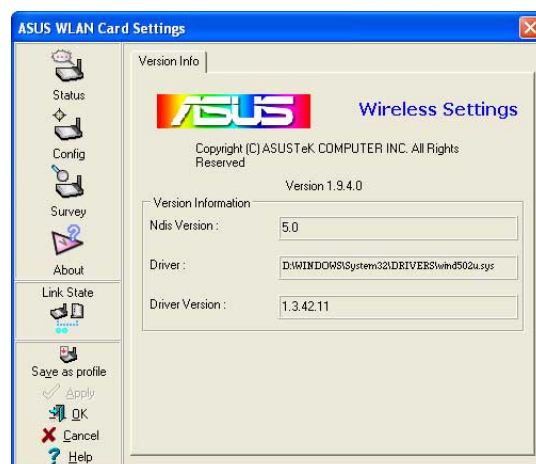 ASUS WLAN Card Settings
Status
Config
Survey
About
Link State
Save as profile
Apply
OK
Cancel
Help
Version Info
ASUS
Wireless Settings
Copyright (C) ASUSTeK COMPUTER INC. All Rights
Reserved
Version 1.9.4.0
Version Information
Ndis Version :
5.0
Driver :
D:\WINDOWS\System32\DRIVERS\wind502u.sys
Driver Version :
1.3.42.11